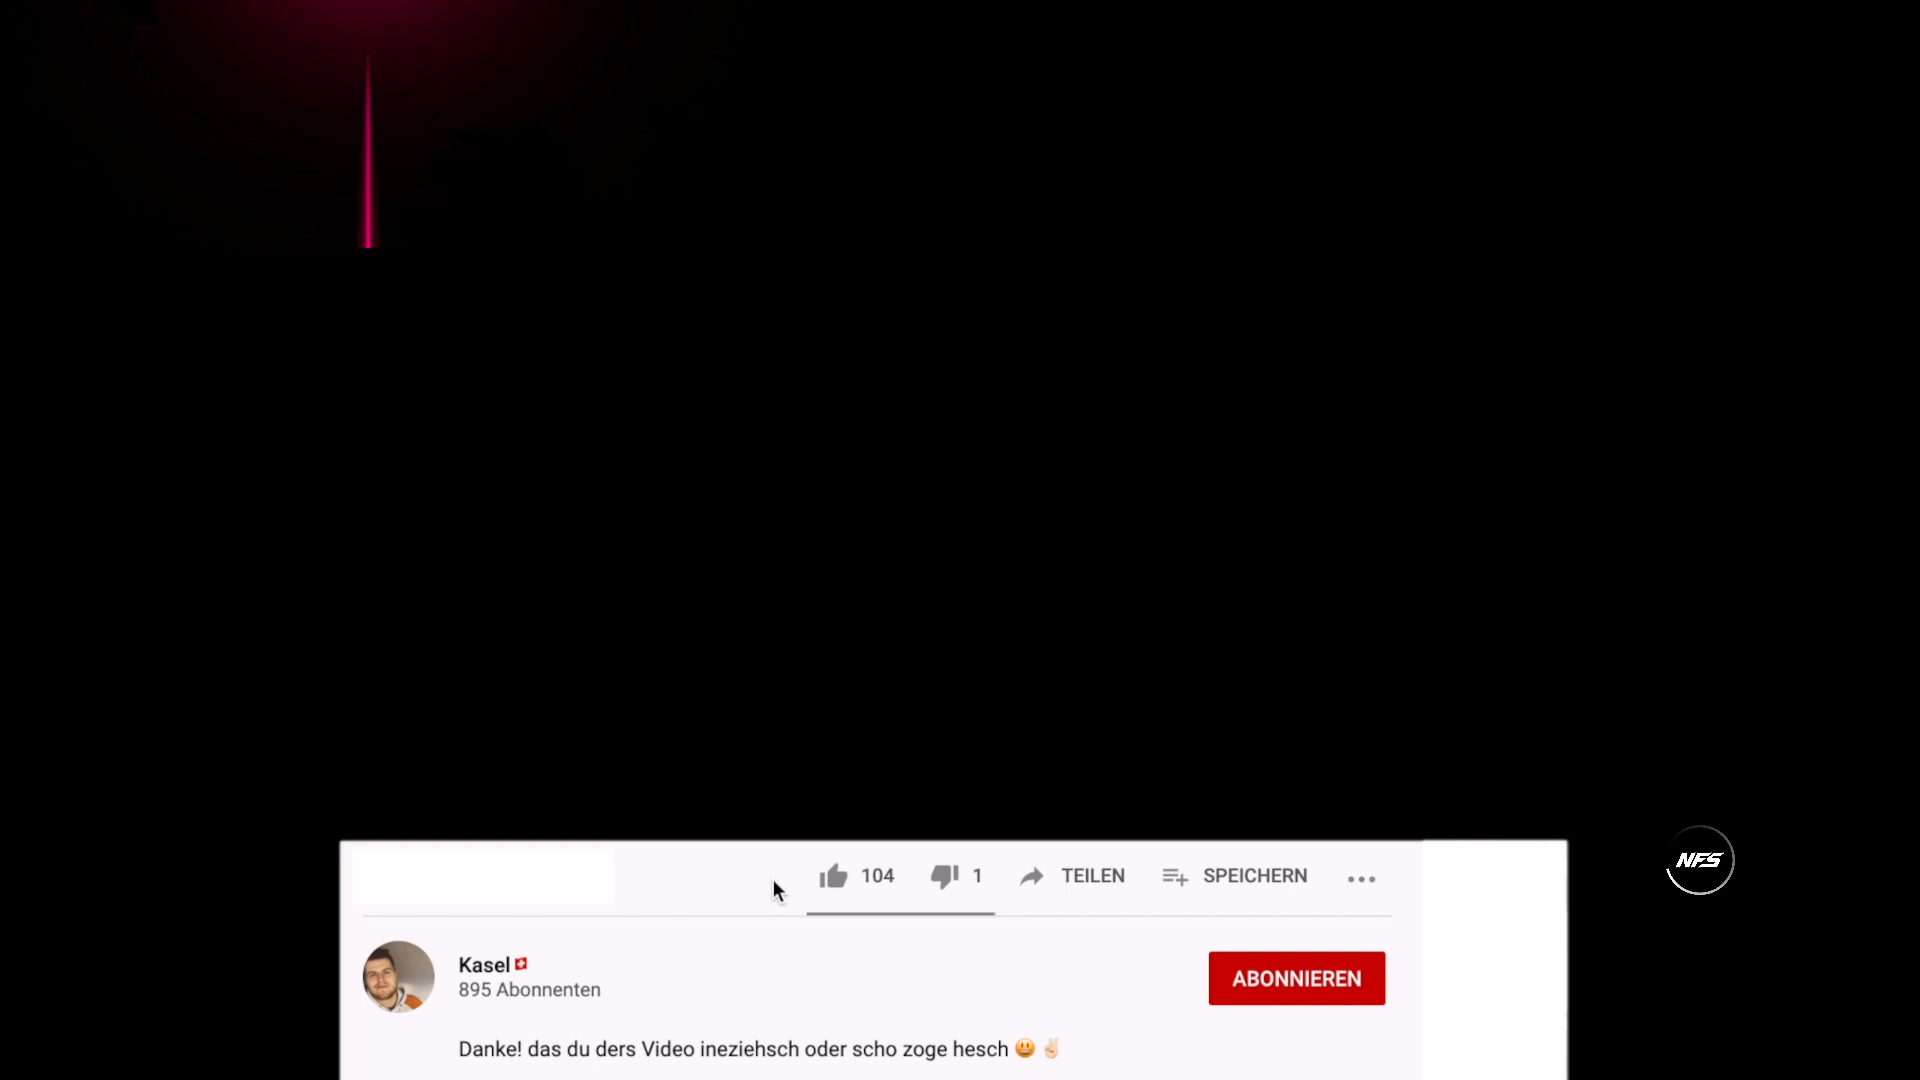 104 1 TEILEN SPEICHERN
NFS
Kasel🇨🇭
895 Abonnenten
ABONNIEREN
Danke! das du ders Video ineziehsch oder scho zoge hesch 😃✌🏻